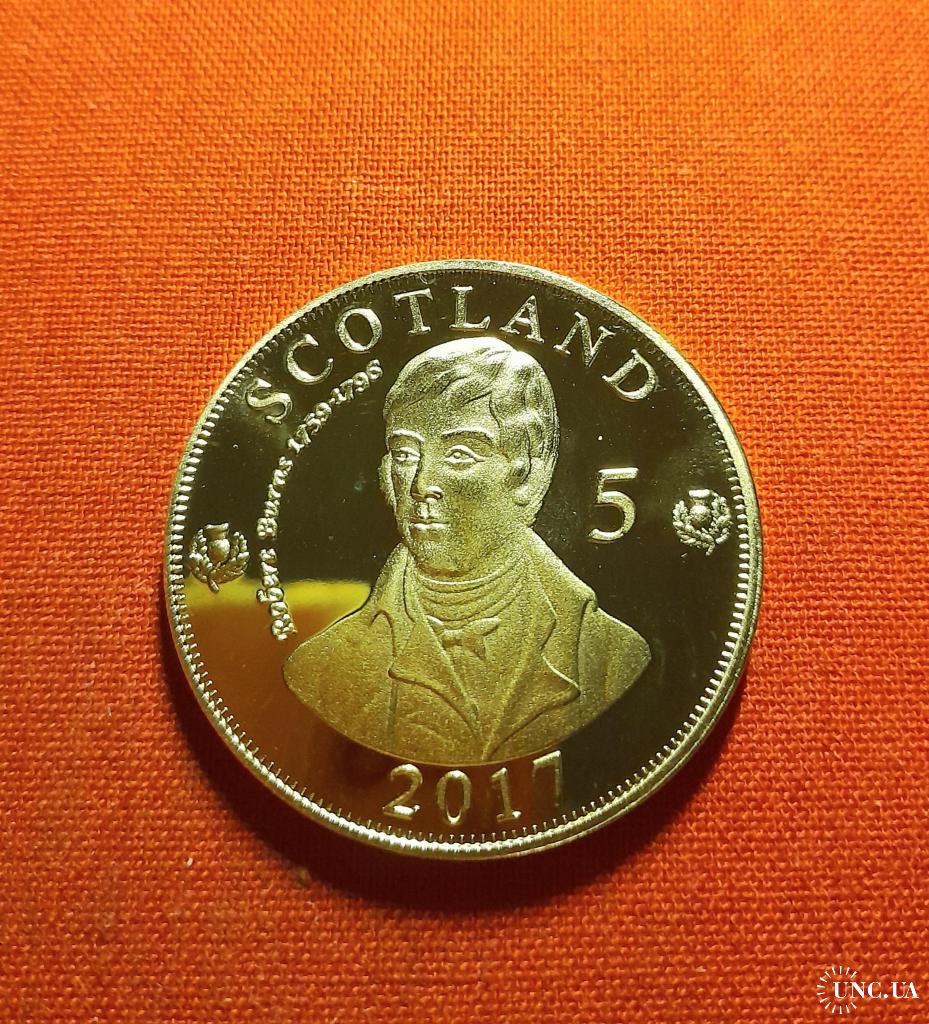 SCOTLAND
Robert Burns 1759-1796
5
2017
UNC.UA